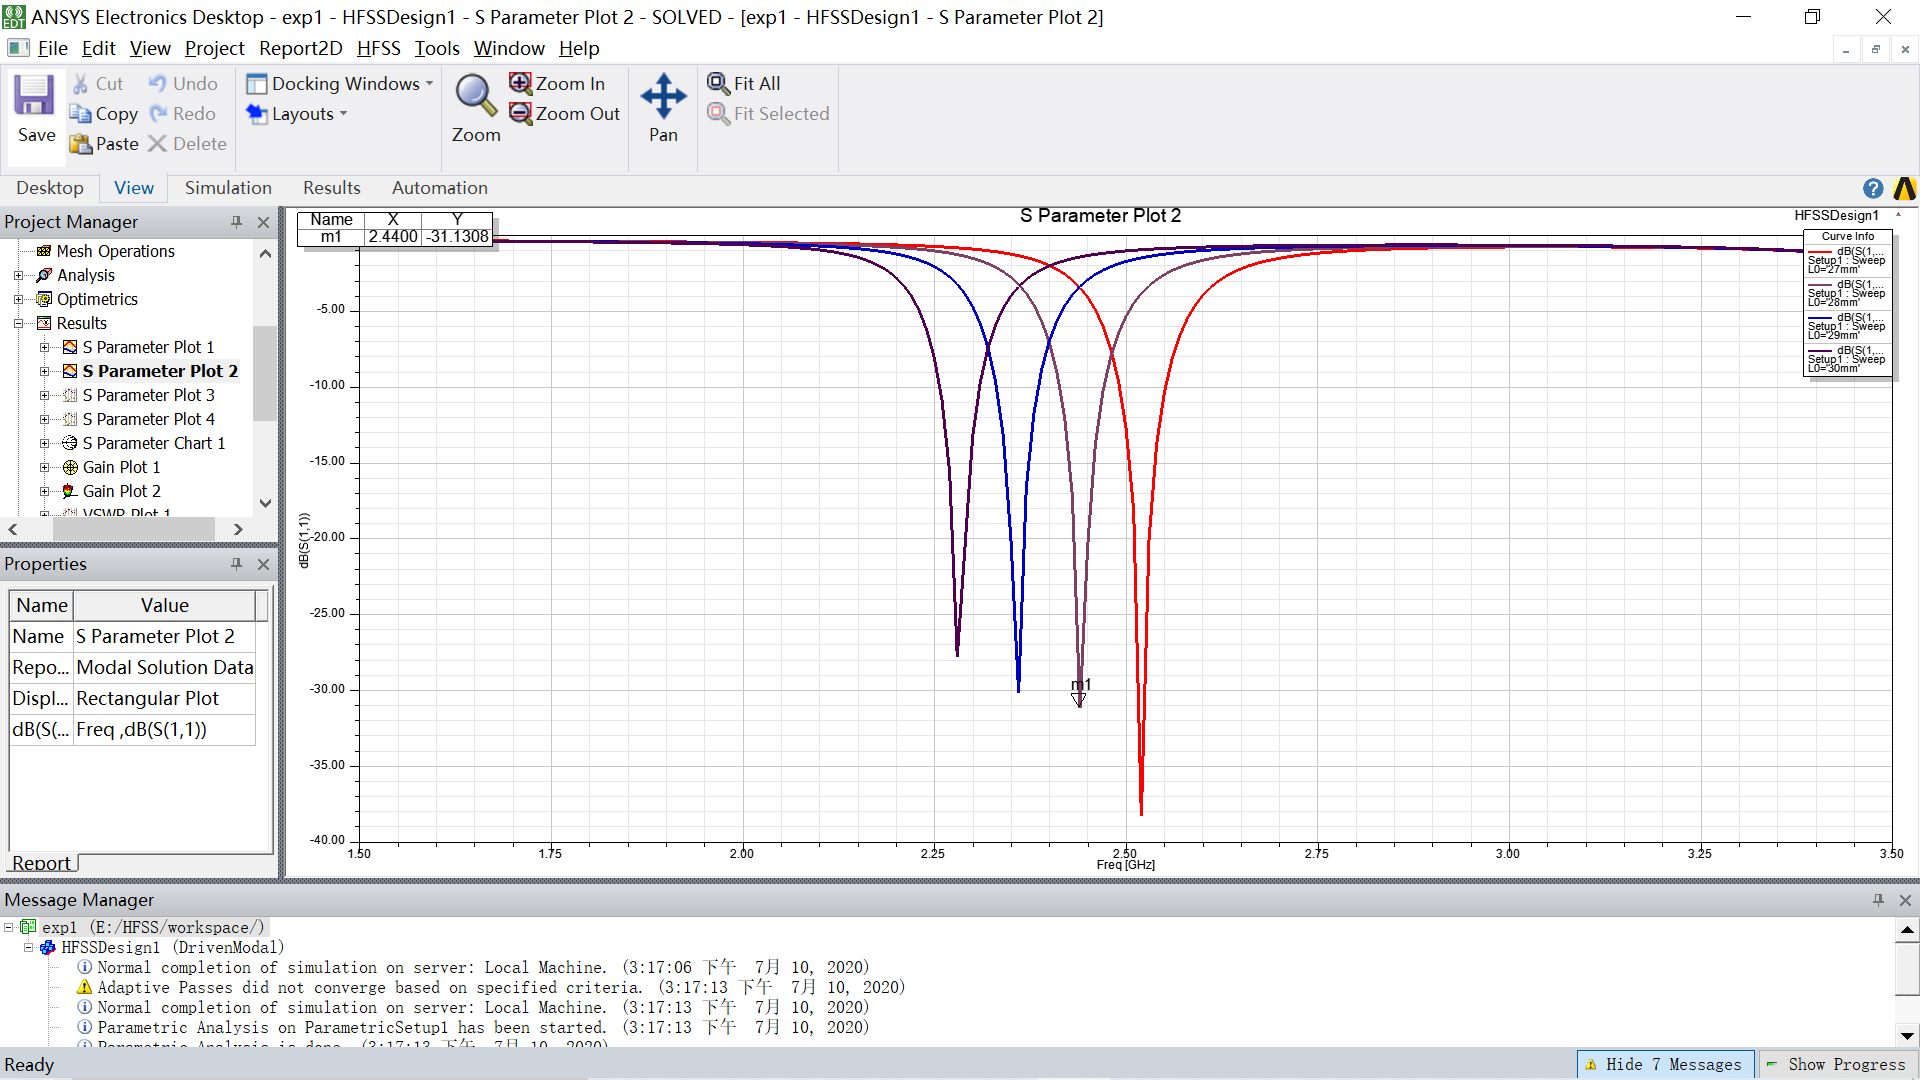 ANSYS Electronics Desktop - exp1 - HFSSDesign1 - S Parameter Plot 2 - SOLVED - [exp1 - HFSSDesign1 - S Parameter Plot 2]
File Edit View Project Report2D HFSS Tools Window Help
Save
Cut
Copy
Paste
Undo
Redo
Delete
Docking Windows
Layouts
Zoom
Zoom In
Zoom Out
Pan
Fit All
Fit Selected
Desktop View Simulation Results Automation
Project Manager
Mesh Operations
Analysis
Optimetrics
Results
S Parameter Plot 1
S Parameter Plot 2
S Parameter Plot 3
S Parameter Plot 4
S Parameter Chart 1
Gain Plot 1
Gain Plot 2
VSWR Plot 1
Properties
Name Value
Name S Parameter Plot 2
Repo... Modal Solution Data
Displ... Rectangular Plot
dB(S(... Freq ,dB(S(1,1))
Report
S Parameter Plot 2
HFSSDesign1
Name X Y
m1 2.4400 -31.1308
Curve Info
dB(S(1,...
Setup1 : Sweep
L0='27mm'
dB(S(1,...
Setup1 : Sweep
L0='28mm'
dB(S(1,...
Setup1 : Sweep
L0='29mm'
dB(S(1,...
Setup1 : Sweep
L0='30mm'
dB(S(1,1))
-5.00
-10.00
-15.00
-20.00
-25.00
-30.00
-35.00
-40.00
m1
1.50 1.75 2.00 2.25 2.50 2.75 3.00 3.25 3.50
Freq [GHz]
Message Manager
exp1 (E:/HFSS/workspace/)
HFSSDesign1 (DrivenModal)
Normal completion of simulation on server: Local Machine. (3:17:06 下午 7月 10, 2020)
Adaptive Passes did not converge based on specified criteria. (3:17:13 下午 7月 10, 2020)
Normal completion of simulation on server: Local Machine. (3:17:13 下午 7月 10, 2020)
Parametric Analysis on ParametricSetup1 has been started. (3:17:13 下午 7月 10, 2020)
Parametric Analysis is done. (3:17:13 下午 7月 10, 2020)
Ready
Hide 7 Messages
Show Progress